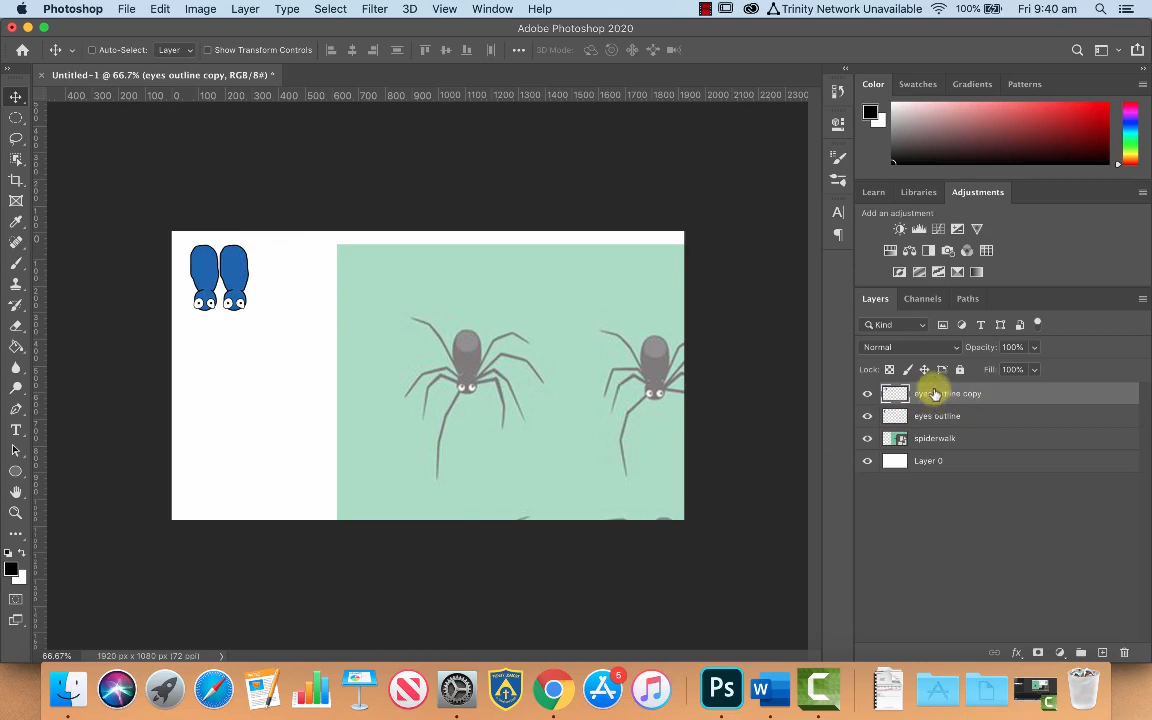 Photoshop File Edit Image Layer Type Select Filter 3D View Window Help Trinity Network Unavailable 100% Fri 9:40 am
Adobe Photoshop 2020
Auto-Select: Layer Show Transform Controls 3D Mode:
Untitled-1 @ 66.7% (eyes outline copy, RGB/8#) *
Color Swatches Gradients Patterns
400 300 200 100 0 100 200 300 400 500 600 700 800 900 1000 1100 1200 1300 1400 1500 1600 1700 1800 1900 2000 2100 2200 2300
Learn Libraries Adjustments
Add an adjustment
Layers Channels Paths
Kind
Normal Opacity: 100%
Lock: Fill: 100%
eyes outline copy
eyes outline
spiderwalk
Layer 0
66.67% 1920 px x 1080 px (72 ppi)
5
Ps W C